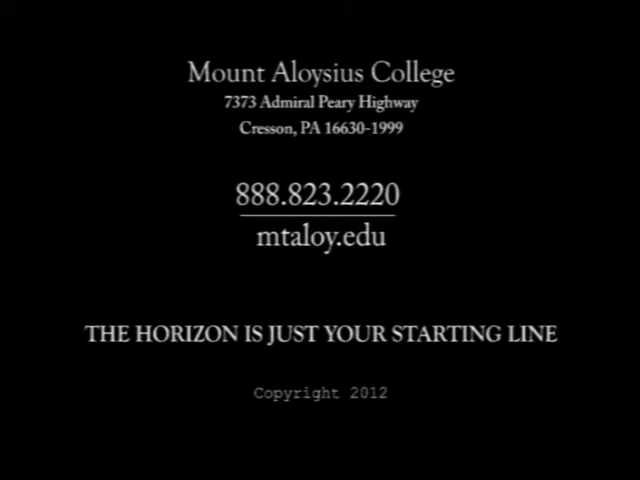 Mount Aloysius College
7373 Admiral Peary Highway
Cresson, PA 16630-1999
888.823.2220
mtaloy.edu
THE HORIZON IS JUST YOUR STARTING LINE
Copyright 2012